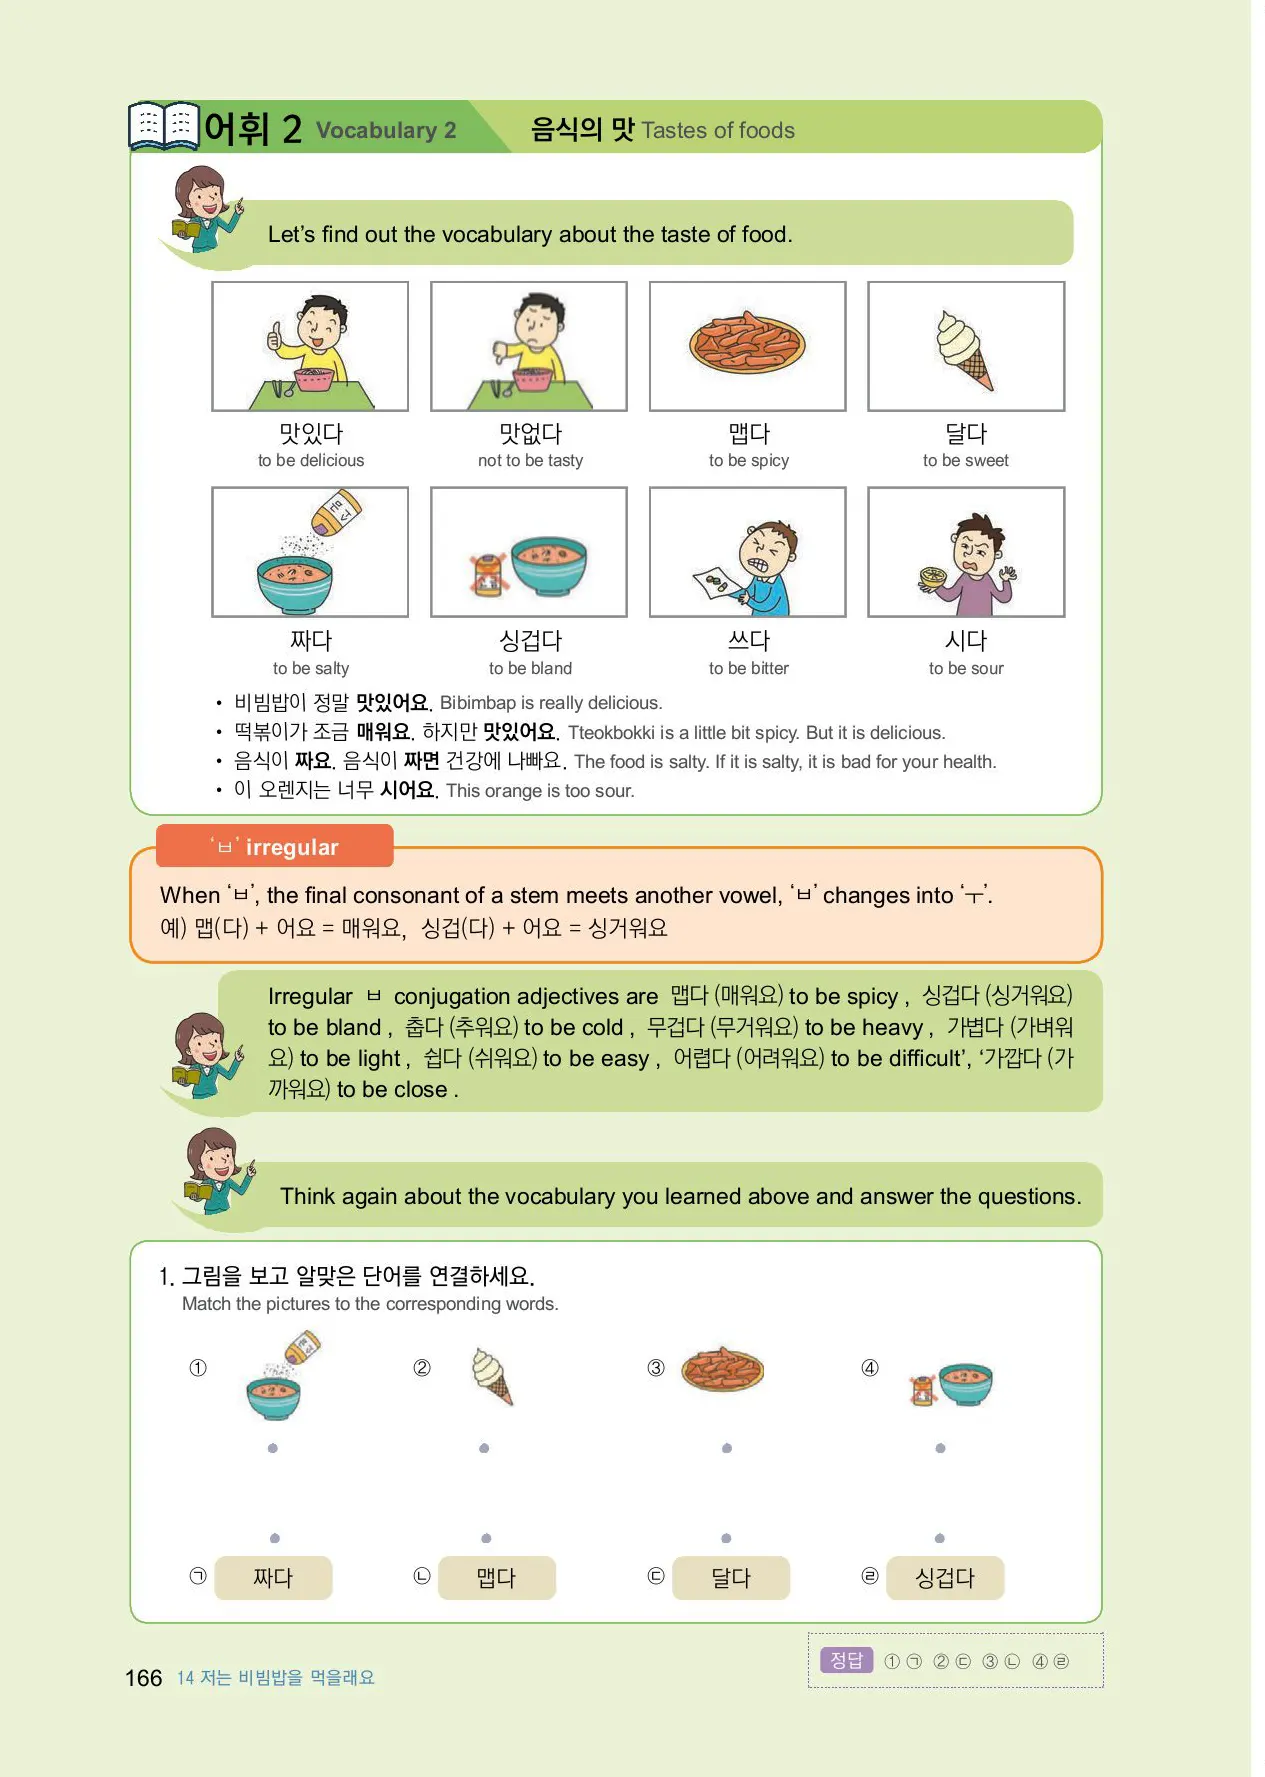 어휘 2 Vocabulary 2 음식의 맛 Tastes of foods
Let's find out the vocabulary about the taste of food.
맛있다 맛없다 맵다 달다
to be delicious not to be tasty to be spicy to be sweet
짜다 싱겁다 쓰다 시다
to be salty to be bland to be bitter to be sour
• 비빔밥이 정말 맛있어요. Bibimbap is really delicious.
• 떡볶이가 조금 매워요. 하지만 맛있어요. Tteokbokki is a little bit spicy. But it is delicious.
• 음식이 짜요. 음식이 짜면 건강에 나빠요. The food is salty. If it is salty, it is bad for your health.
• 이 오렌지는 너무 시어요. This orange is too sour.
'ㅂ' irregular
When 'ㅂ', the final consonant of a stem meets another vowel, 'ㅂ' changes into 'ㅜ'.
예) 맵(다) + 어요 = 매워요, 싱겁(다) + 어요 = 싱거워요
Irregular ㅂ conjugation adjectives are 맵다 (매워요) to be spicy , 싱겁다 (싱거워요)
to be bland , 춥다 (추워요) to be cold , 무겁다 (무거워요) to be heavy , 가볍다 (가벼워
요) to be light , 쉽다 (쉬워요) to be easy , 어렵다 (어려워요) to be difficult', '가깝다 (가
까워요) to be close .
Think again about the vocabulary you learned above and answer the questions.
1. 그림을 보고 알맞은 단어를 연결하세요.
Match the pictures to the corresponding words.
① ② ③ ④
㉠ 짜다 ㉡ 맵다 ㉢ 달다 ㉣ 싱겁다
정답 ① ㉠ ② ㉢ ③ ㉡ ④ ㉣
166 14 저는 비빔밥을 먹을래요